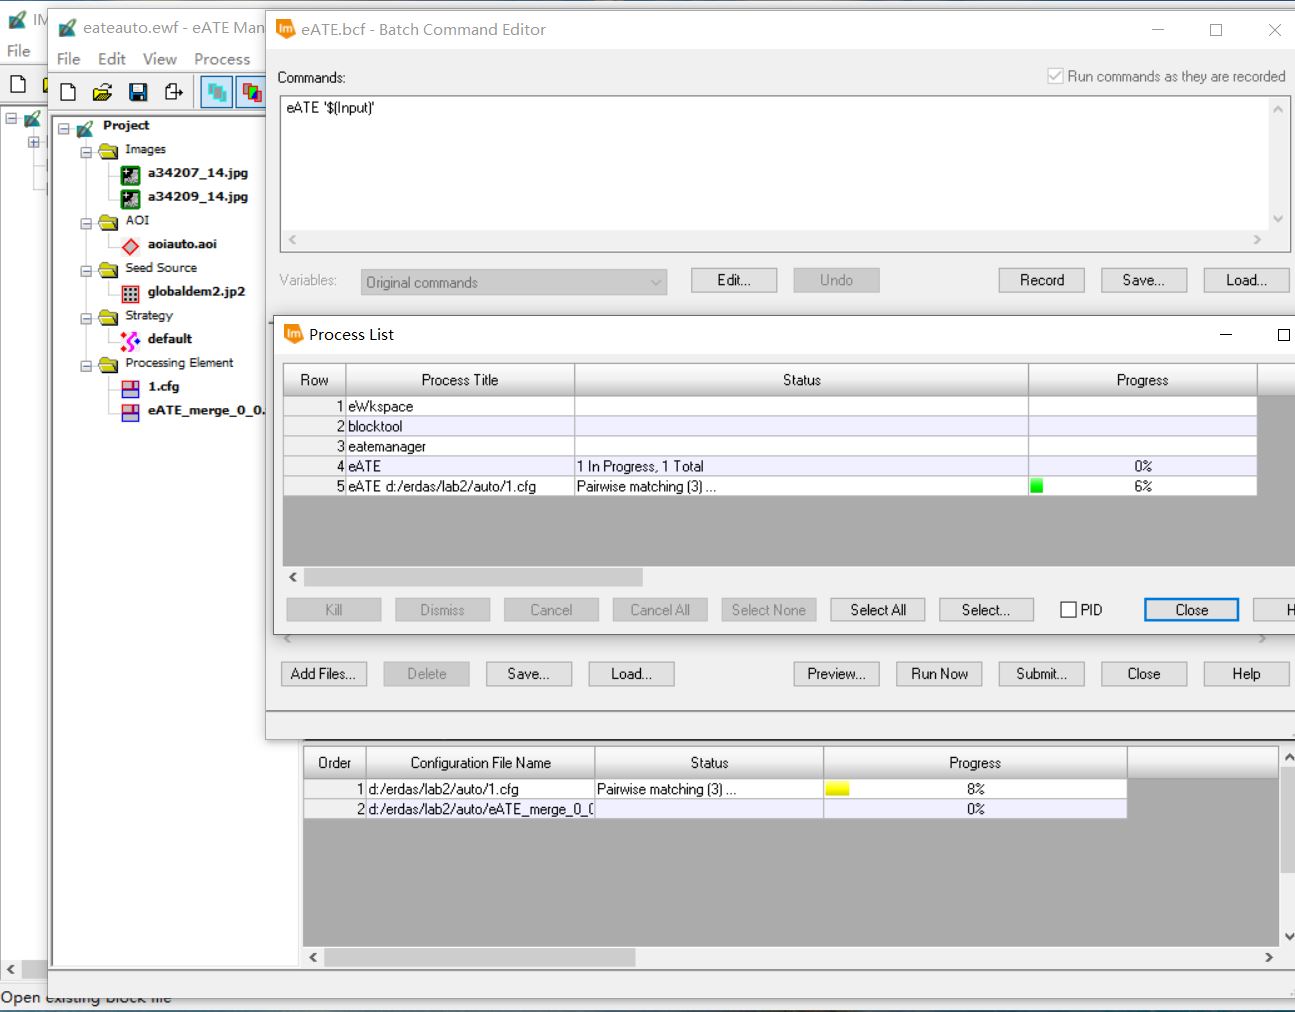 IM
eateauto.ewf - eATE Man
eATE.bcf - Batch Command Editor
File
File Edit View Process
Commands:
Run commands as they are recorded
eATE '$(Input)'
Project
Images
a34207_14.jpg
a34209_14.jpg
AOI
aoiauto.aoi
Seed Source
globaldem2.jp2
Strategy
default
Processing Element
1.cfg
eATE_merge_0_0.
Variables: Original commands Edit... Undo Record Save... Load...
Process List
Row Process Title Status Progress
1 eWkspace
2 blocktool
3 eatemanager
4 eATE 1 In Progress, 1 Total 0%
5 eATE d:/erdas/lab2/auto/1.cfg Pairwise matching (3) ... 6%
Kill Dismiss Cancel Cancel All Select None Select All Select... PID Close H
Add Files... Delete Save... Load... Preview... Run Now Submit... Close Help
Order Configuration File Name Status Progress
1 d:/erdas/lab2/auto/1.cfg Pairwise matching (3) ... 8%
2 d:/erdas/lab2/auto/eATE_merge_0_0 0%
Open existing block file